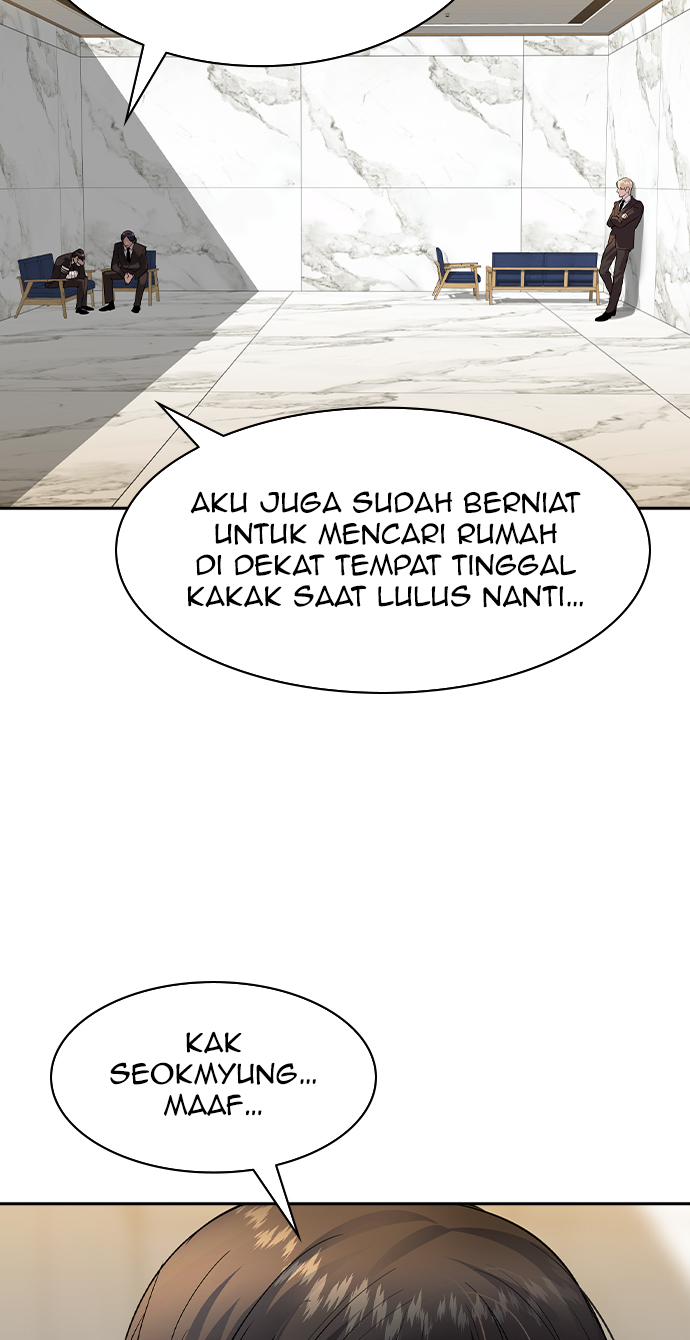 AKU JUGA SUDAH BERNIAT
UNTUK MENCARI RUMAH
DI DEKAT TEMPAT TINGGAL
KAKAK SAAT LULUS NANTI...
KAK
SEOKMYUNG...
MAAF...